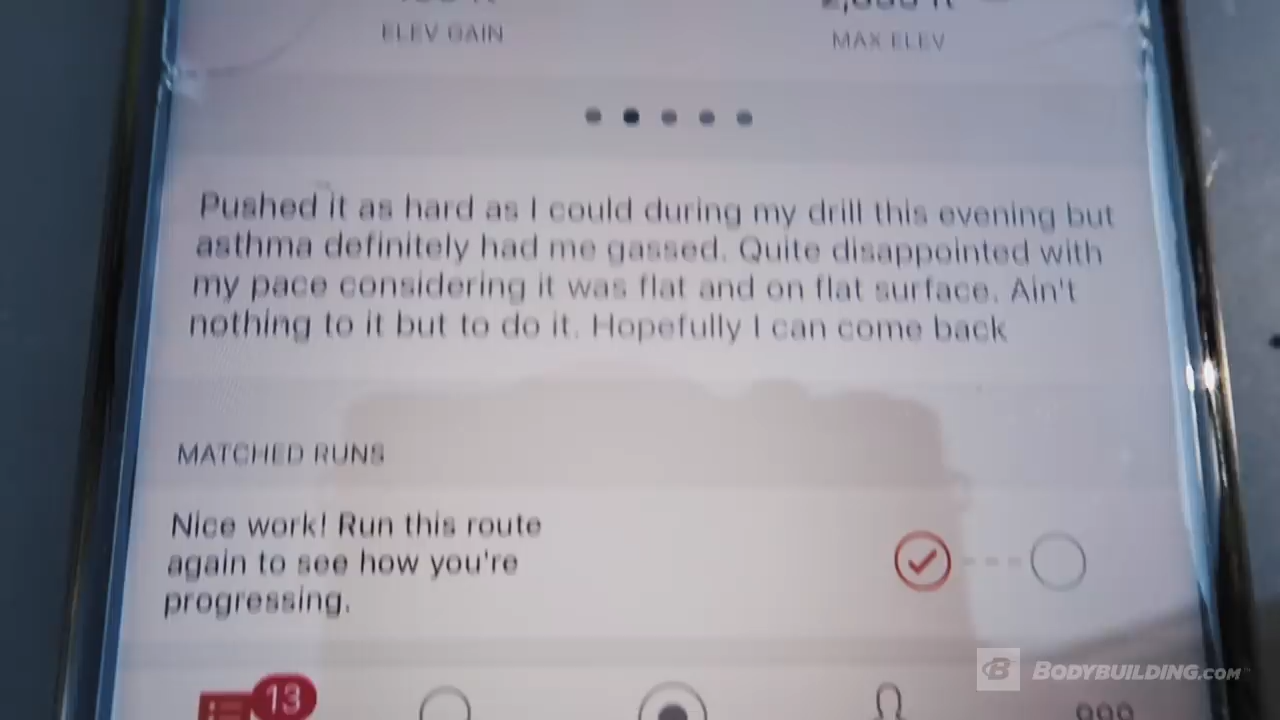 ELEV GAIN
MAX ELEV
Pushed it as hard as I could during my drill this evening but
asthma definitely had me gassed. Quite disappointed with
my pace considering it was flat and on flat surface. Ain't
nothing to it but to do it. Hopefully I can come back
MATCHED RUNS
Nice work! Run this route
again to see how you're
progressing.
13
B BODYBUILDING.COM™